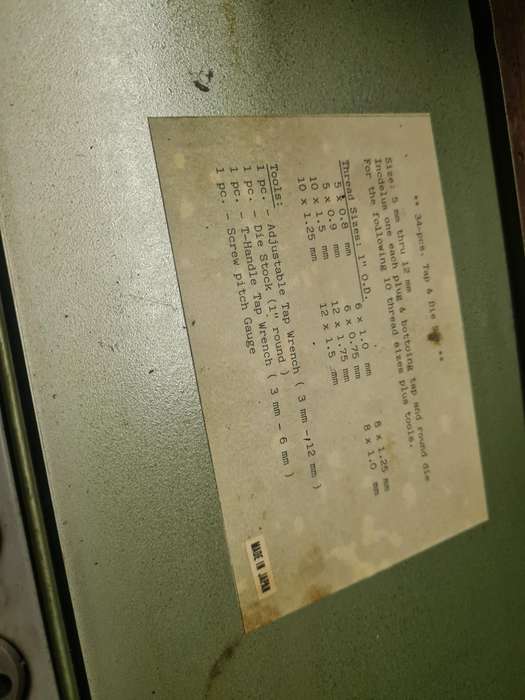 ** 34-pcs. Tap & Die **
Size: 5 mm thru 12 mm
Inodelum one each plug & bottoing tap and round die
For the following 10 thread sizes plus tools.
Thread Sizes: 1" O.D.
5 x 0.8 mm 6 x 1.0 mm 8 x 1.25 mm
5 x 0.9 mm 6 x 0.75 mm 8 x 1.0 mm
10 x 1.5 mm 12 x 1.75 mm
10 x 1.25 mm 12 x 1.5 mm
Tools:
1 pc. - Adjustable Tap Wrench ( 3 mm - 12 mm )
1 pc. - Die Stock (1" round )
1 pc. - T-Handle Tap Wrench ( 3 mm - 6 mm )
1 pc. - Screw pitch Gauge
MADE IN JAPAN